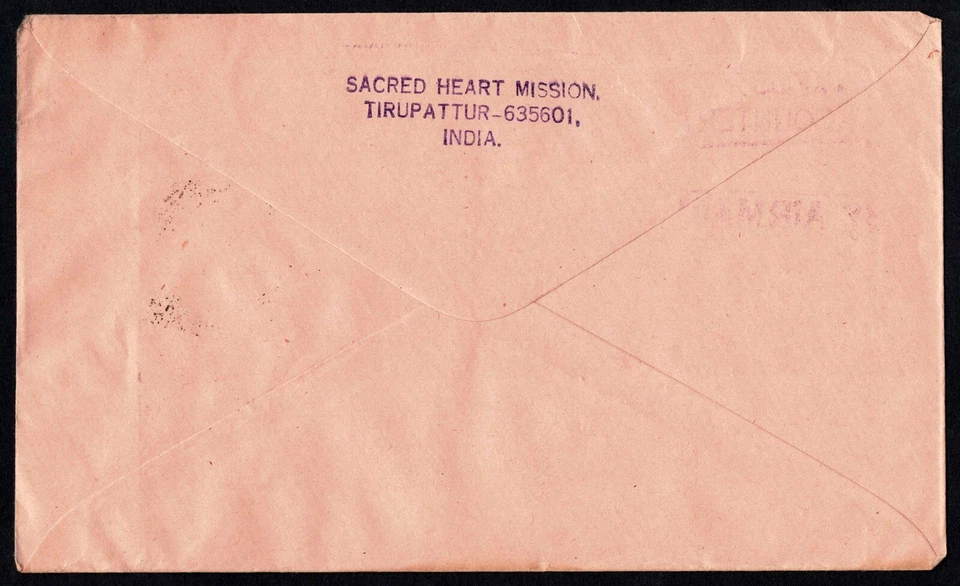 SACRED HEART MISSION,
TIRUPATTUR-635601,
INDIA.